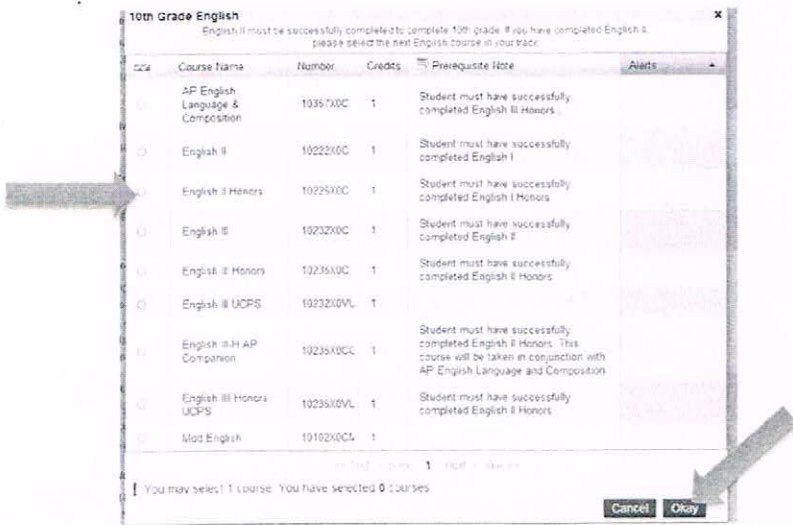 10th Grade English x
English II must be successfully completed to complete 10th grade. If you have completed English II,
please select the next English course in your track.
Course Name Number Credits Prerequisite Note Alerts
AP English
Language &
Composition
10367X0C 1
Student must have successfully
completed English III Honors .
English II 10222X0C 1
Student must have successfully
completed English I
English II Honors 10225X0C 1
Student must have successfully
completed English I Honors
English III 10232X0C 1
Student must have successfully
completed English II
English III Honors 10235X0C 1
Student must have successfully
completed English II Honors
English III UCPS 10232X0VL 1
English III-H AP
Companion
10235X0CC 1
Student must have successfully
completed English II Honors. This
course will be taken in conjunction with
AP English Language and Composition
English IIII Honors
UCPS
10235X0VL 1
Student must have successfully
completed English II Honors
Mod English 1
1
! You may select 1 course. You have selected 0 courses
Cancel Okay